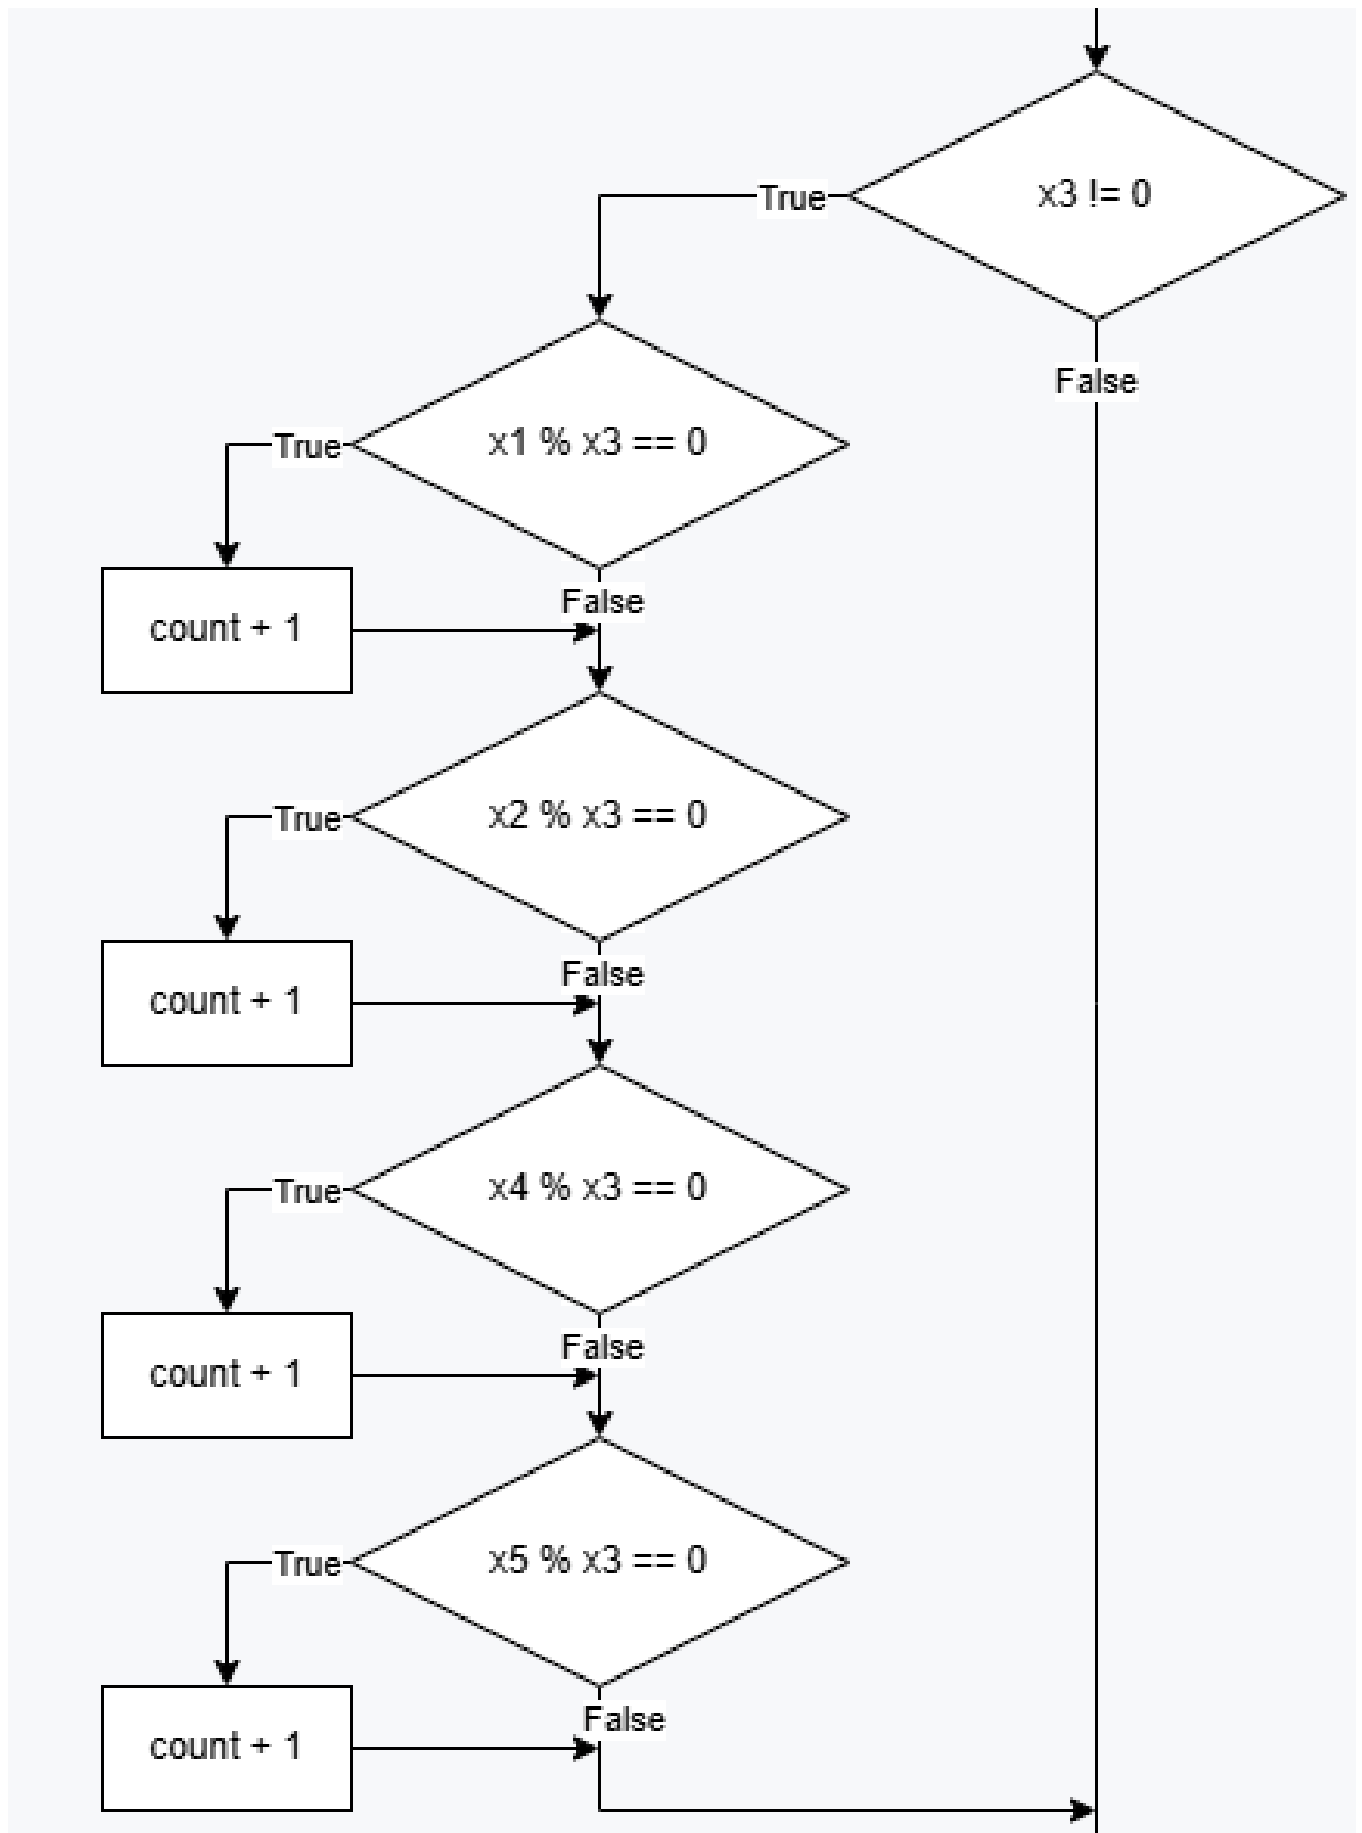 x3 != 0
True
False
x1 % x3 == 0
True
False
count + 1
x2 % x3 == 0
True
False
count + 1
x4 % x3 == 0
True
False
count + 1
x5 % x3 == 0
True
False
count + 1